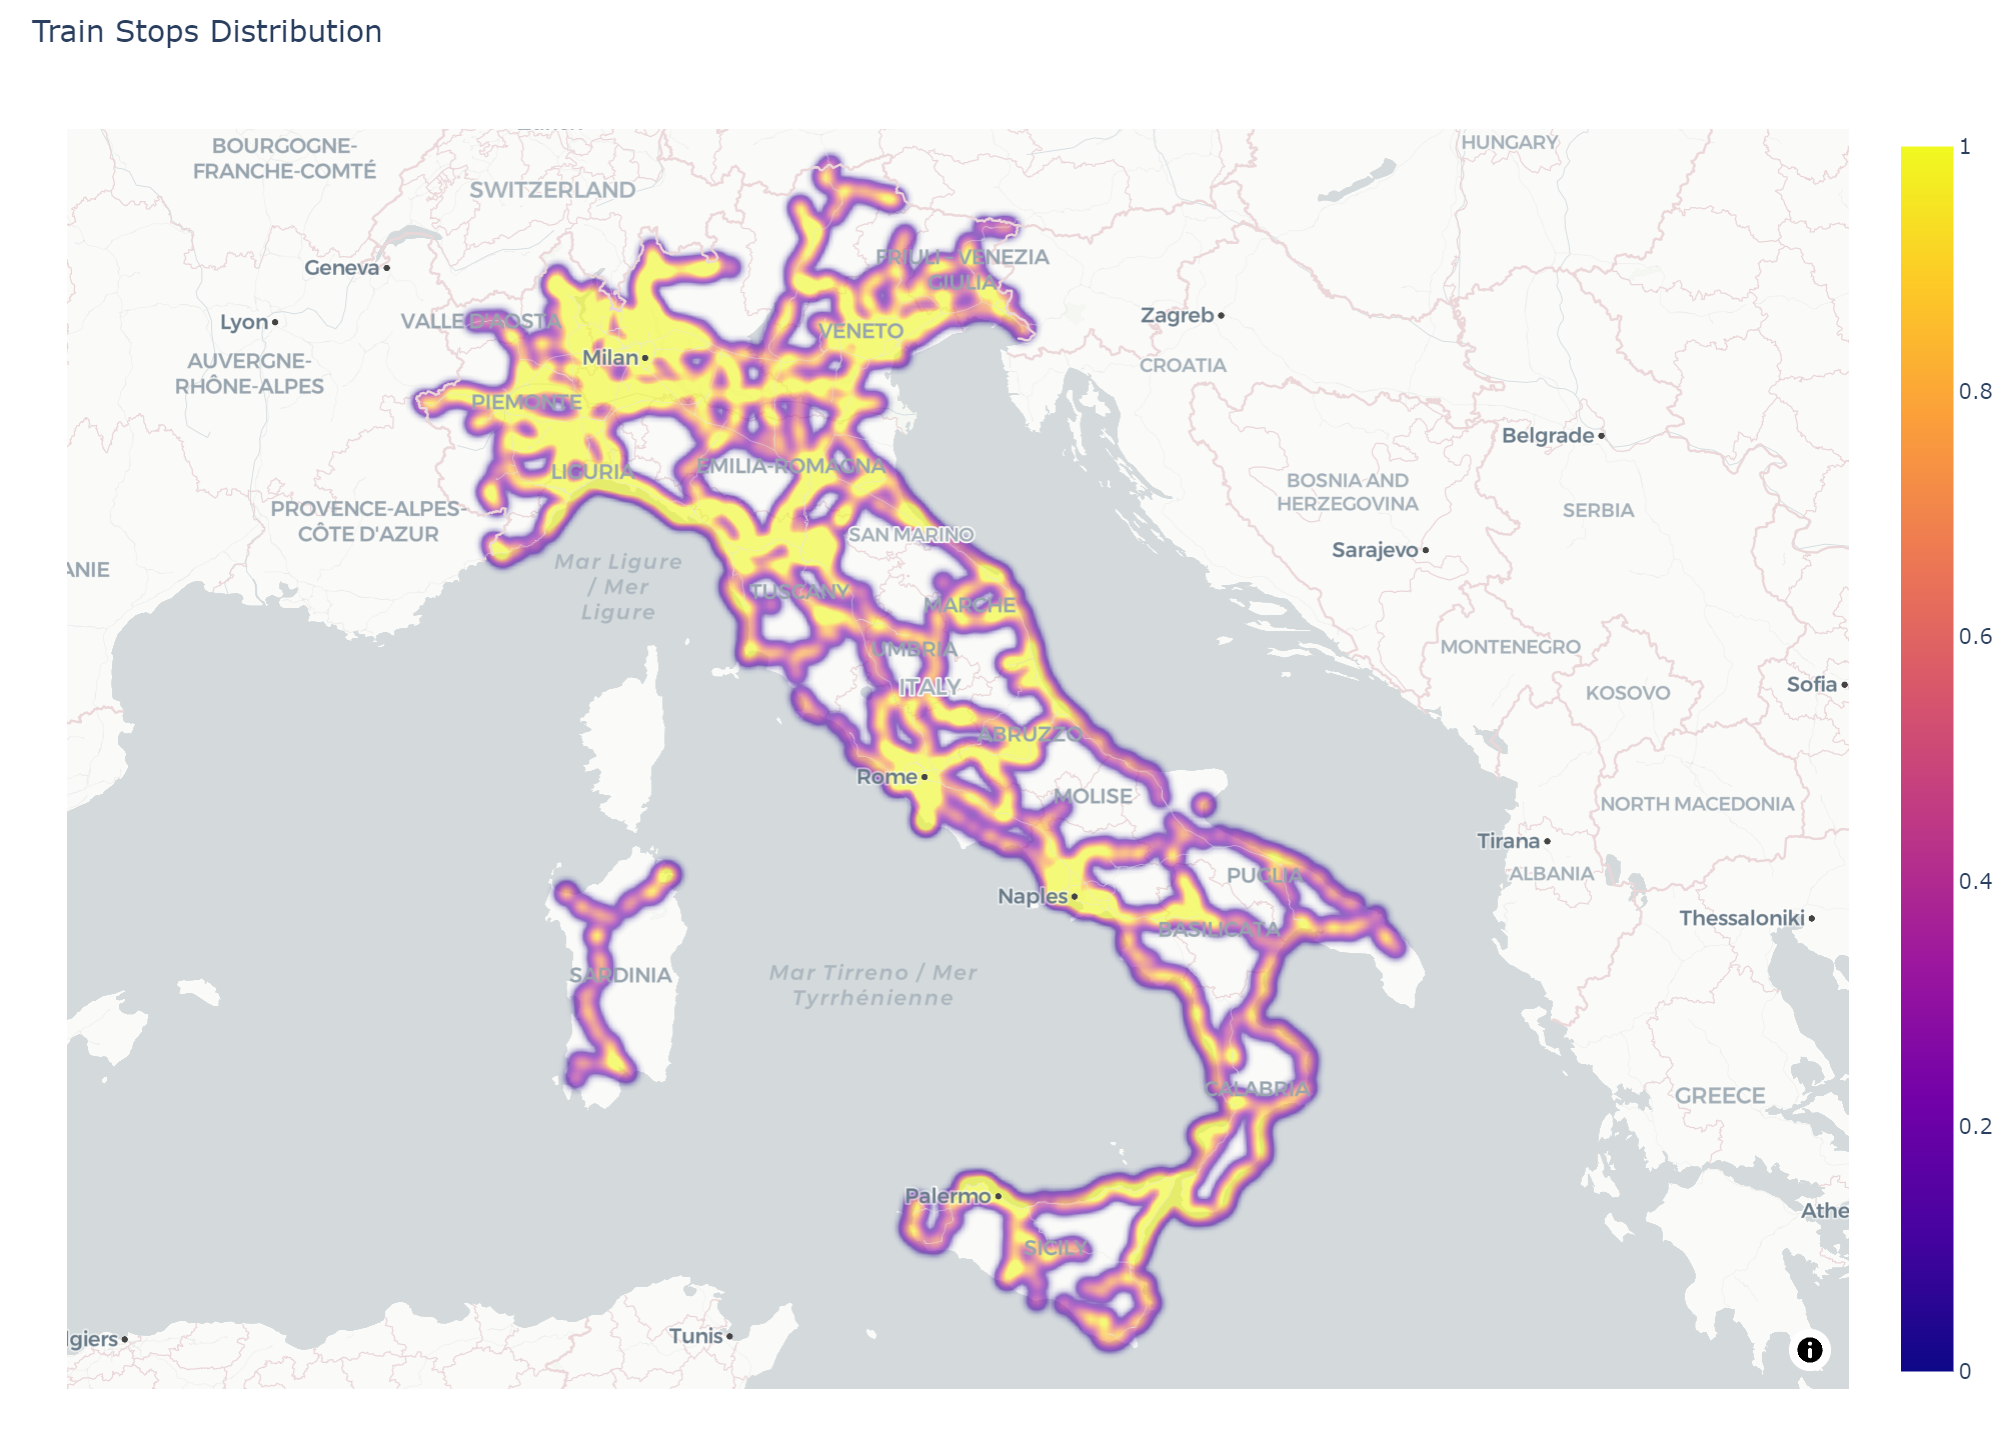 Train Stops Distribution
BOURGOGNE-
FRANCHE-COMTÉ
HUNGARY
SWITZERLAND
Geneva
FRIULI - VENEZIA
GIULIA
Lyon
VALLE D'AOSTA
Zagreb
VENETO
AUVERGNE-
RHÔNE-ALPES
Milan
CROATIA
PIEMONTE
Belgrade
LIGURIA
EMILIA-ROMAGNA
BOSNIA AND
HERZEGOVINA
PROVENCE-ALPES
CÔTE D'AZUR
SERBIA
SAN MARINO
Sarajevo
ANIE
Mar Ligure
/ Mer
Ligure
TUSCANY
MARCHE
UMBRIA
MONTENEGRO
ITALY
KOSOVO
Sofia
ABRUZZO
Rome
MOLISE
NORTH MACEDONIA
Tirana
ALBANIA
PUGLIA
Naples
Thessaloniki
BASILICATA
SARDINIA
Mar Tirreno / Mer
Tyrrhénienne
CALABRIA
GREECE
Palermo
Athe
SICILY
lgiers
Tunis
1
0.8
0.6
0.4
0.2
0